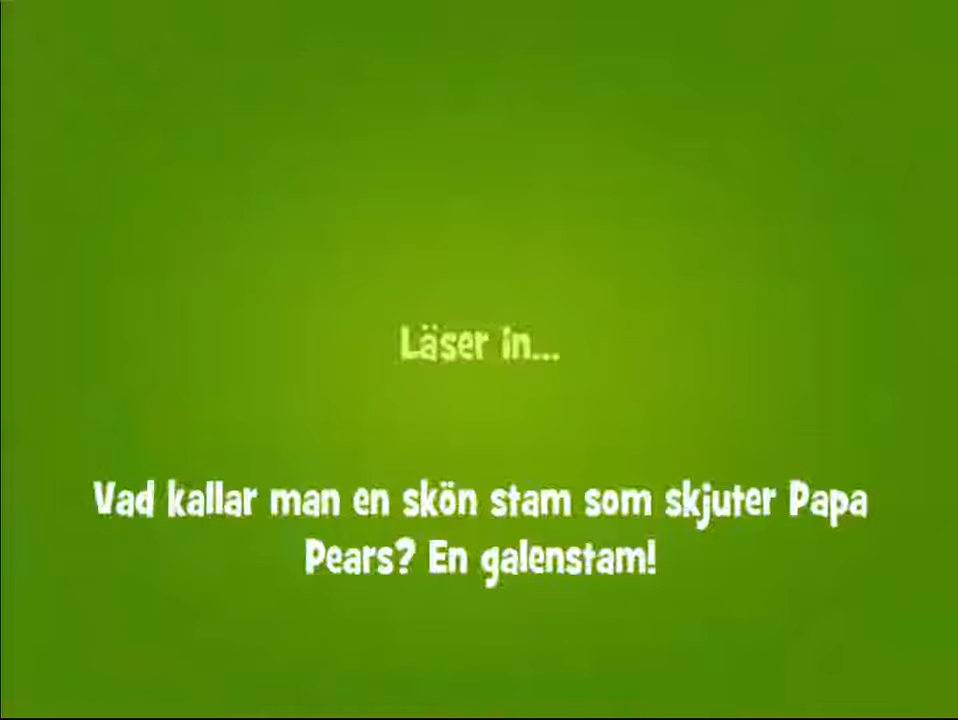 Läser in...
Vad kallar man en skön stam som skjuter Papa
Pears? En galenstam!